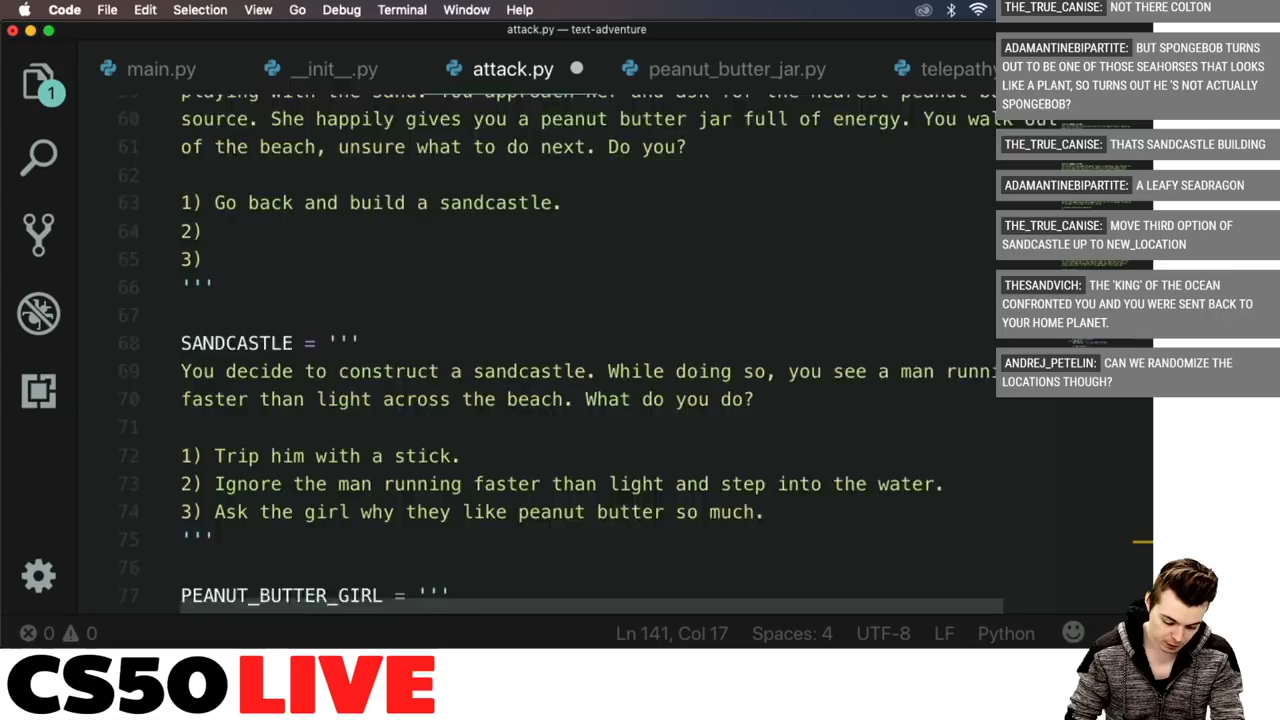 Code File Edit Selection View Go Debug Terminal Window Help
attack.py — text-adventure
main.py __init__.py attack.py peanut_butter_jar.py telepathy
1
60 source. She happily gives you a peanut butter jar full of energy. You walk out
61 of the beach, unsure what to do next. Do you?
62
63 1) Go back and build a sandcastle.
64 2)
65 3)
66 '''
67
68 SANDCASTLE = '''
69 You decide to construct a sandcastle. While doing so, you see a man runni
70 faster than light across the beach. What do you do?
71
72 1) Trip him with a stick.
73 2) Ignore the man running faster than light and step into the water.
74 3) Ask the girl why they like peanut butter so much.
75 '''
76
77 PEANUT_BUTTER_GIRL = '''
0 0 Ln 141, Col 17 Spaces: 4 UTF-8 LF Python
THE_TRUE_CANISE: NOT THERE COLTON
ADAMANTINEBIPARTITE: BUT SPONGEBOB TURNS
OUT TO BE ONE OF THOSE SEAHORSES THAT LOOKS
LIKE A PLANT, SO TURNS OUT HE 'S NOT ACTUALLY
SPONGEBOB?
THE_TRUE_CANISE: THATS SANDCASTLE BUILDING
ADAMANTINEBIPARTITE: A LEAFY SEADRAGON
THE_TRUE_CANISE: MOVE THIRD OPTION OF
SANDCASTLE UP TO NEW_LOCATION
THESANDVICH: THE 'KING' OF THE OCEAN
CONFRONTED YOU AND YOU WERE SENT BACK TO
YOUR HOME PLANET.
ANDREJ_PETELIN: CAN WE RANDOMIZE THE
LOCATIONS THOUGH?
CS50 LIVE